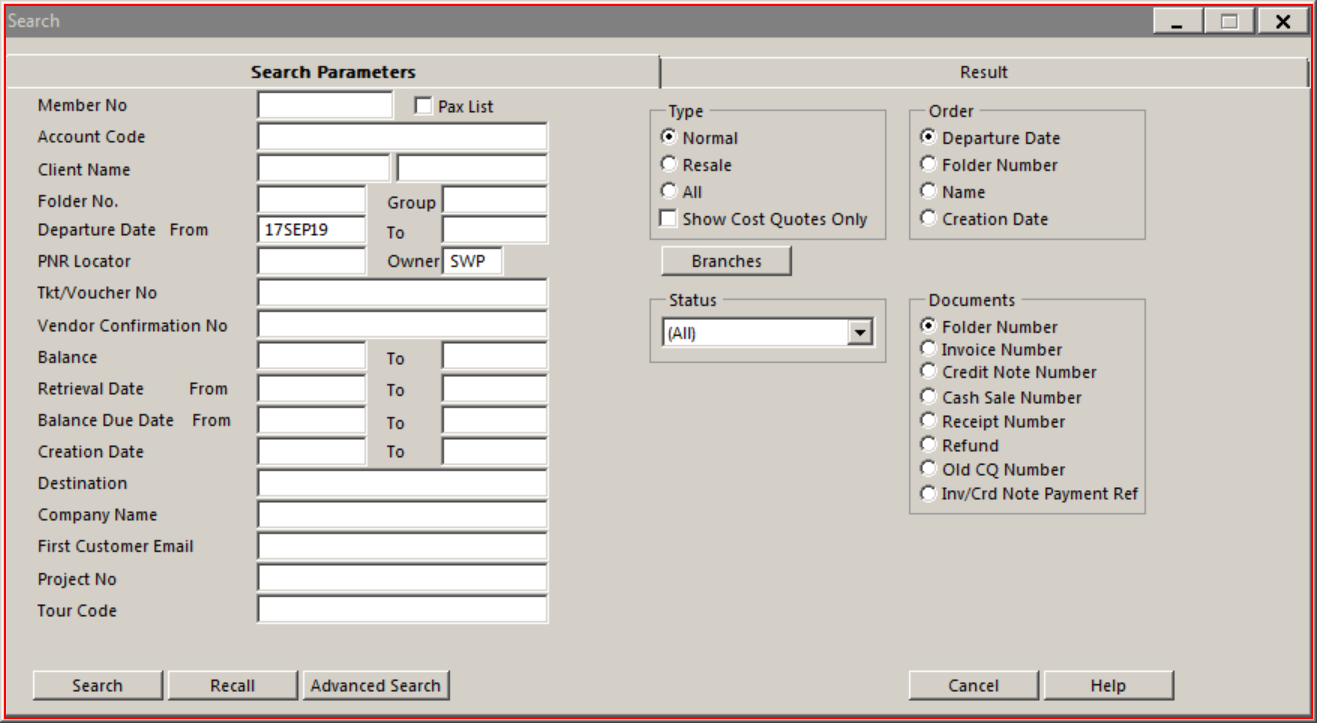 Search
Search Parameters
Result
Member No
Pax List
Account Code
Client Name
Folder No.
Group
Departure Date From 17SEP19 To
PNR Locator
Owner SWP
Tkt/Voucher No
Vendor Confirmation No
Balance To
Retrieval Date From To
Balance Due Date From To
Creation Date To
Destination
Company Name
First Customer Email
Project No
Tour Code
Type
Normal
Resale
All
Show Cost Quotes Only
Branches
Status
(All)
Order
Departure Date
Folder Number
Name
Creation Date
Documents
Folder Number
Invoice Number
Credit Note Number
Cash Sale Number
Receipt Number
Refund
Old CQ Number
Inv/Crd Note Payment Ref
Search
Recall
Advanced Search
Cancel
Help